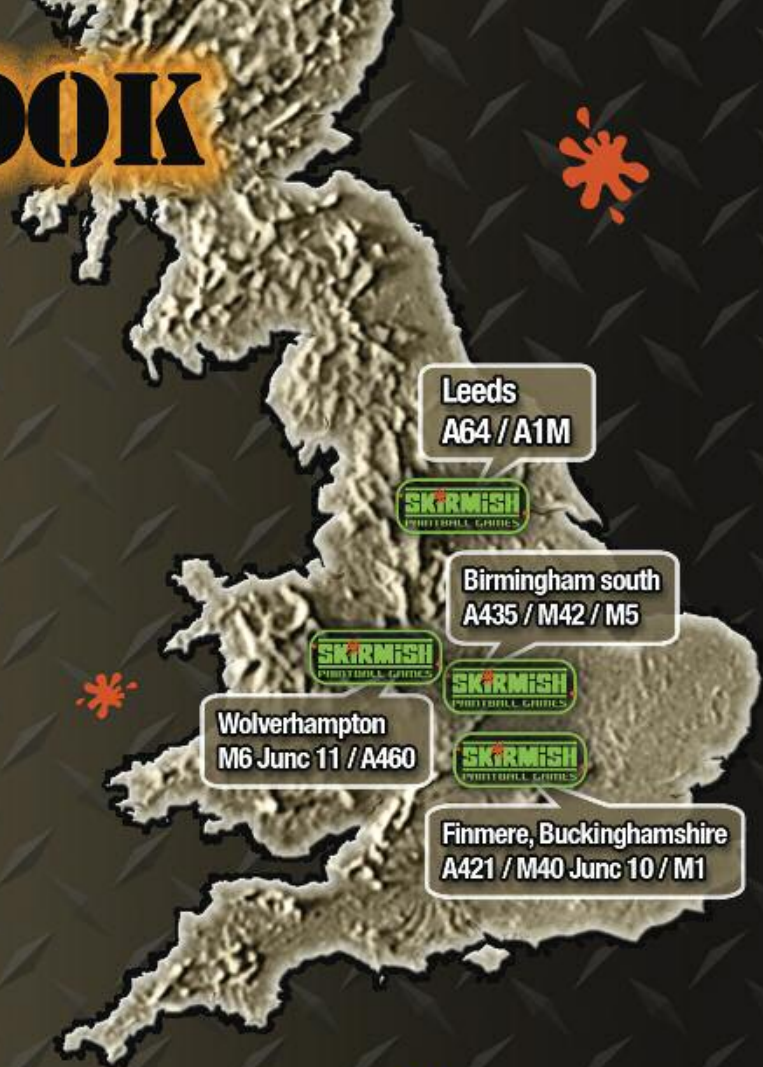 OOK
Leeds
A64 / A1M
SKiRMiSH
PAINTBALL GAMES
Birmingham south
A435 / M42 / M5
SKiRMiSH
PAINTBALL GAMES
SKiRMiSH
PAINTBALL GAMES
Wolverhampton
M6 Junc 11 / A460
SKiRMiSH
PAINTBALL GAMES
Finmere, Buckinghamshire
A421 / M40 Junc 10 / M1